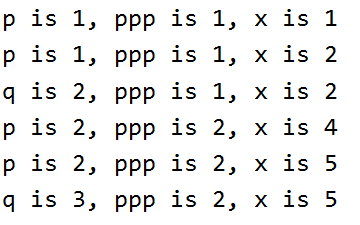 p is 1, ppp is 1, x is 1
p is 1, ppp is 1, x is 2
q is 2, ppp is 1, x is 2
p is 2, ppp is 2, x is 4
p is 2, ppp is 2, x is 5
q is 3, ppp is 2, x is 5